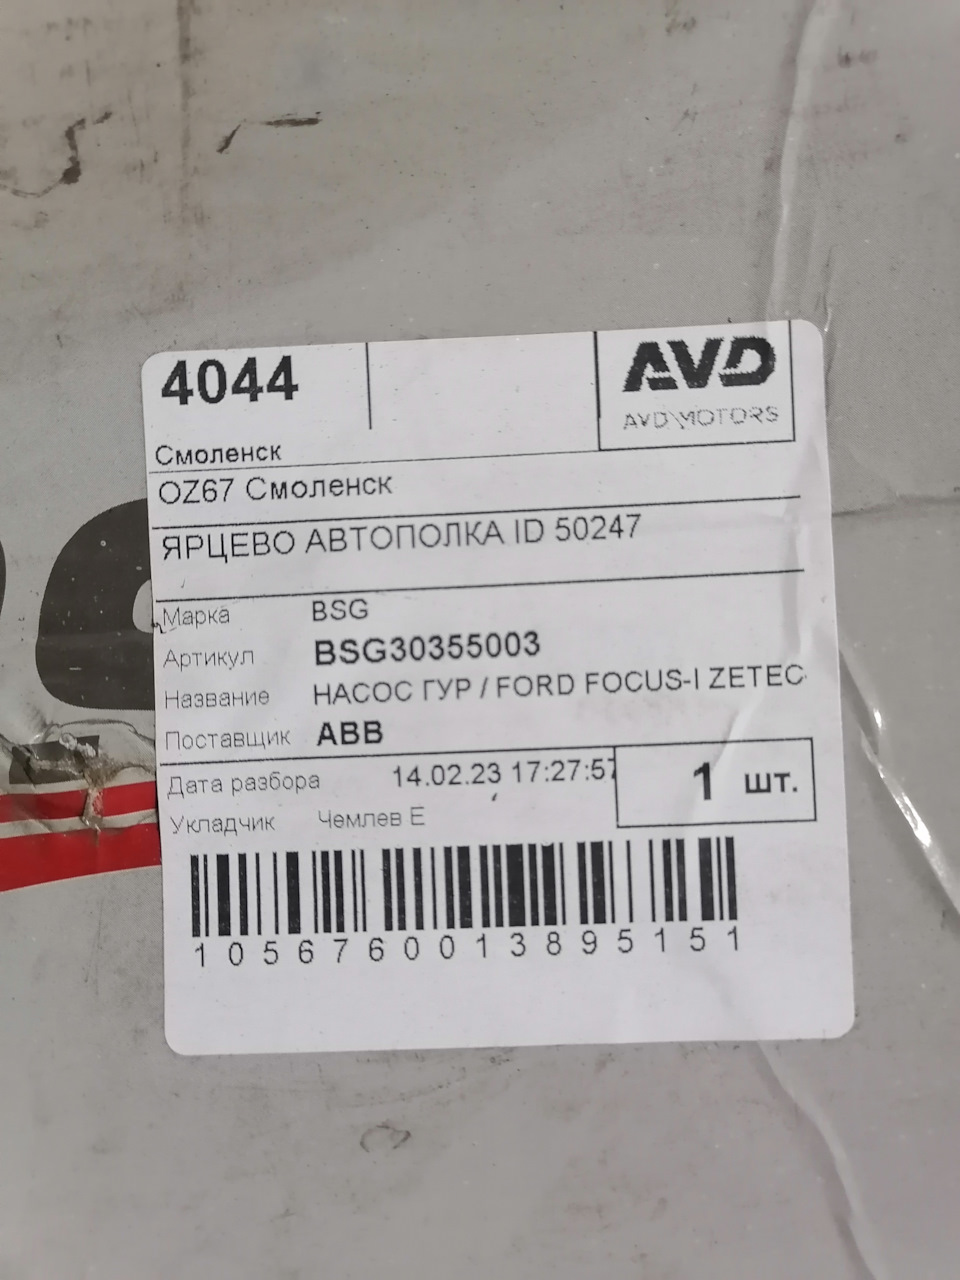 4044
AVD
AVD MOTORS
Смоленск
OZ67 Смоленск
ЯРЦЕВО АВТОПОЛКА ID 50247
Марка BSG
Артикул BSG30355003
Название НАСОС ГУР / FORD FOCUS-I ZETEC
Поставщик ABB
Дата разбора 14.02.23 17:27:57
1 шт.
Укладчик Чемлев Е
1056760013895151